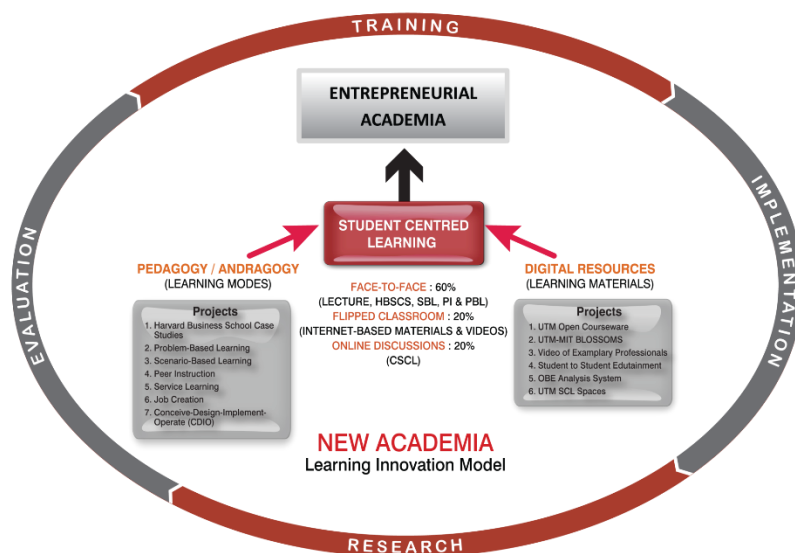 TRAINING
ENTREPRENEURIAL
ACADEMIA
IMPLEMENTATION
EVALUATION
STUDENT CENTRED
LEARNING
PEDAGOGY / ANDRAGOGY
(LEARNING MODES)
Projects
1. Harvard Business School Case
Studies
2. Problem-Based Learning
3. Scenario-Based Learning
4. Peer Instruction
5. Service Learning
6. Job Creation
7. Conceive-Design-Implement-
Operate (CDIO)
FACE-TO-FACE : 60%
(LECTURE, HBSCS, SBL, PI & PBL)
FLIPPED CLASSROOM : 20%
(INTERNET-BASED MATERIALS & VIDEOS)
ONLINE DISCUSSIONS : 20%
(CSCL)
DIGITAL RESOURCES
(LEARNING MATERIALS)
Projects
1. UTM Open Courseware
2. UTM-MIT BLOSSOMS
3. Video of Examplary Professionals
4. Student to Student Edutainment
5. OBE Analysis System
6. UTM SCL Spaces
NEW ACADEMIA
Learning Innovation Model
RESEARCH